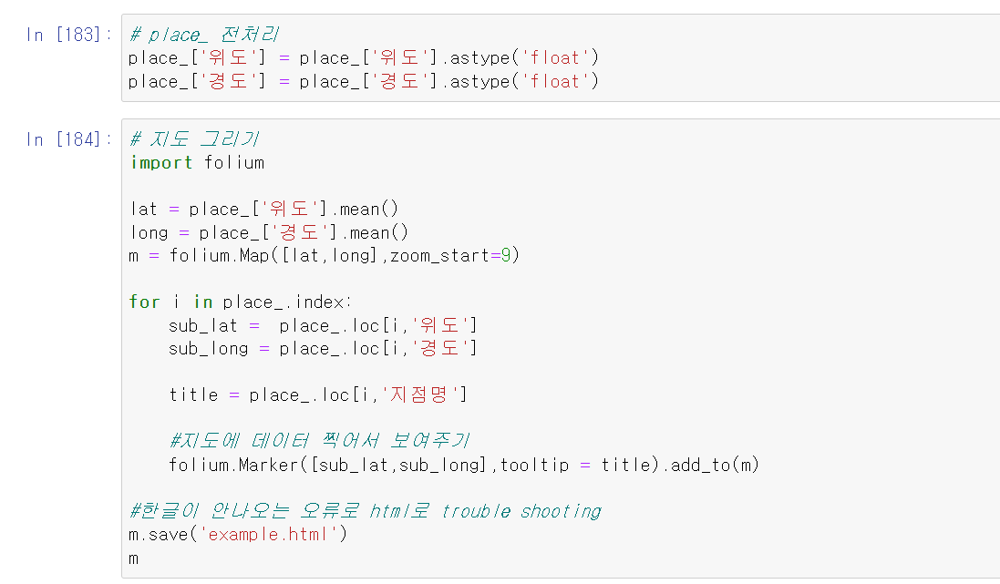 In [183]:
# place_ 전처리
place_['위도'] = place_['위도'].astype('float')
place_['경도'] = place_['경도'].astype('float')
In [184]:
# 지도 그리기
import folium
lat = place_['위도'].mean()
long = place_['경도'].mean()
m = folium.Map([lat,long],zoom_start=9)
for i in place_.index:
sub_lat =  place_.loc[i,'위도']
sub_long = place_.loc[i,'경도']
title = place_.loc[i,'지점명']
#지도에 데이터 찍어서 보여주기
folium.Marker([sub_lat,sub_long],tooltip = title).add_to(m)
#한글이 안나오는 오류로 html로 trouble shooting
m.save('example.html')
m